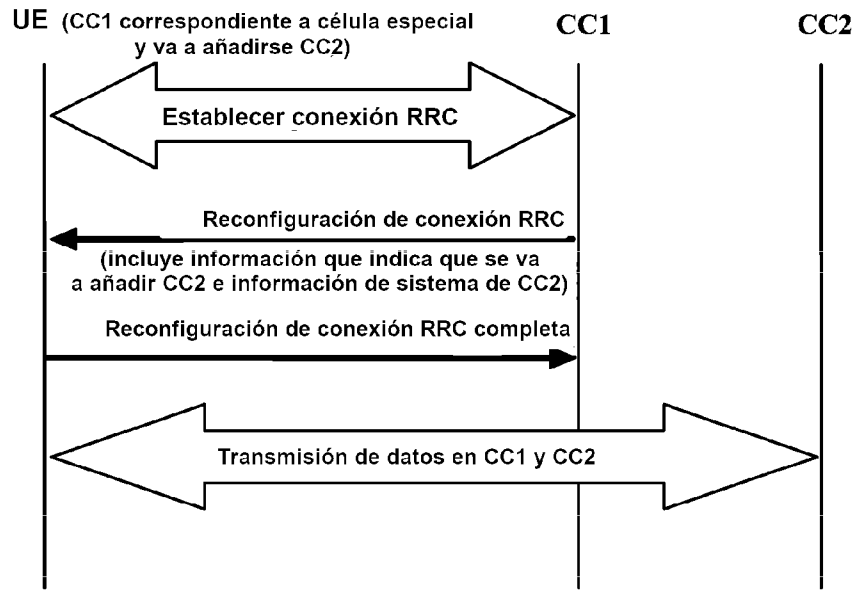 UE (CC1 correspondiente a célula especial
y va a añadirse CC2)
CC1
CC2
Establecer conexión RRC
Reconfiguración de conexión RRC
(incluye información que indica que se va
a añadir CC2 e información de sistema de CC2)
Reconfiguración de conexión RRC completa
Transmisión de datos en CC1 y CC2